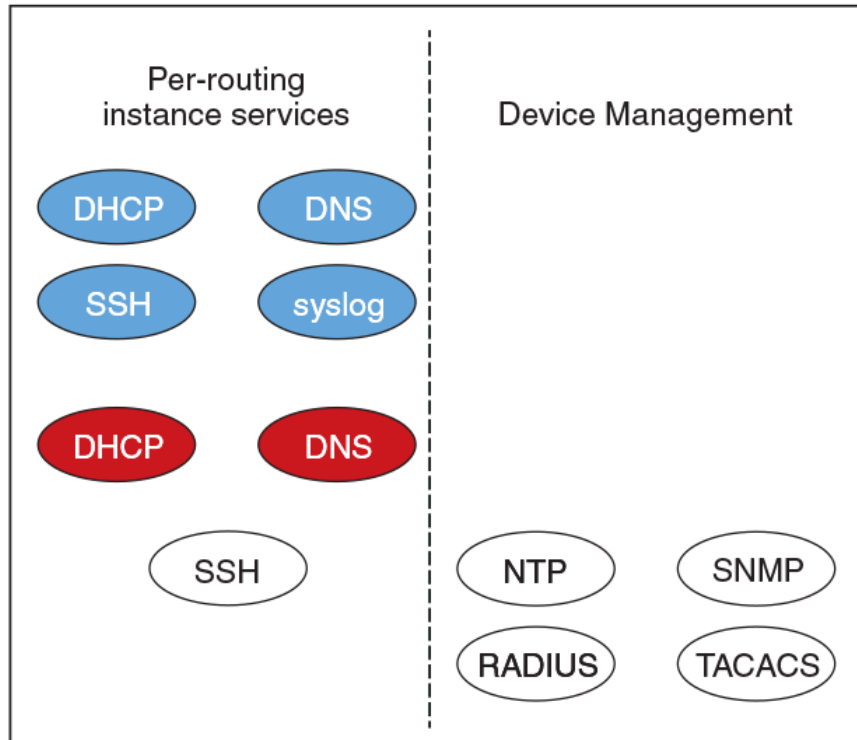 Per-routing
instance services
Device Management
DHCP
DNS
SSH
syslog
DHCP
DNS
SSH
NTP
SNMP
RADIUS
TACACS